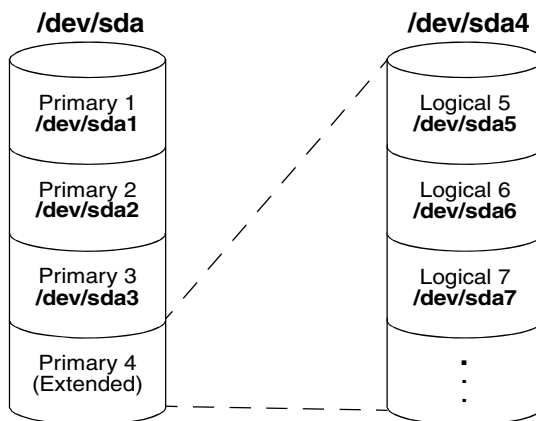 /dev/sda
Primary 1
/dev/sda1
Primary 2
/dev/sda2
Primary 3
/dev/sda3
Primary 4
(Extended)
/dev/sda4
Logical 5
/dev/sda5
Logical 6
/dev/sda6
Logical 7
/dev/sda7